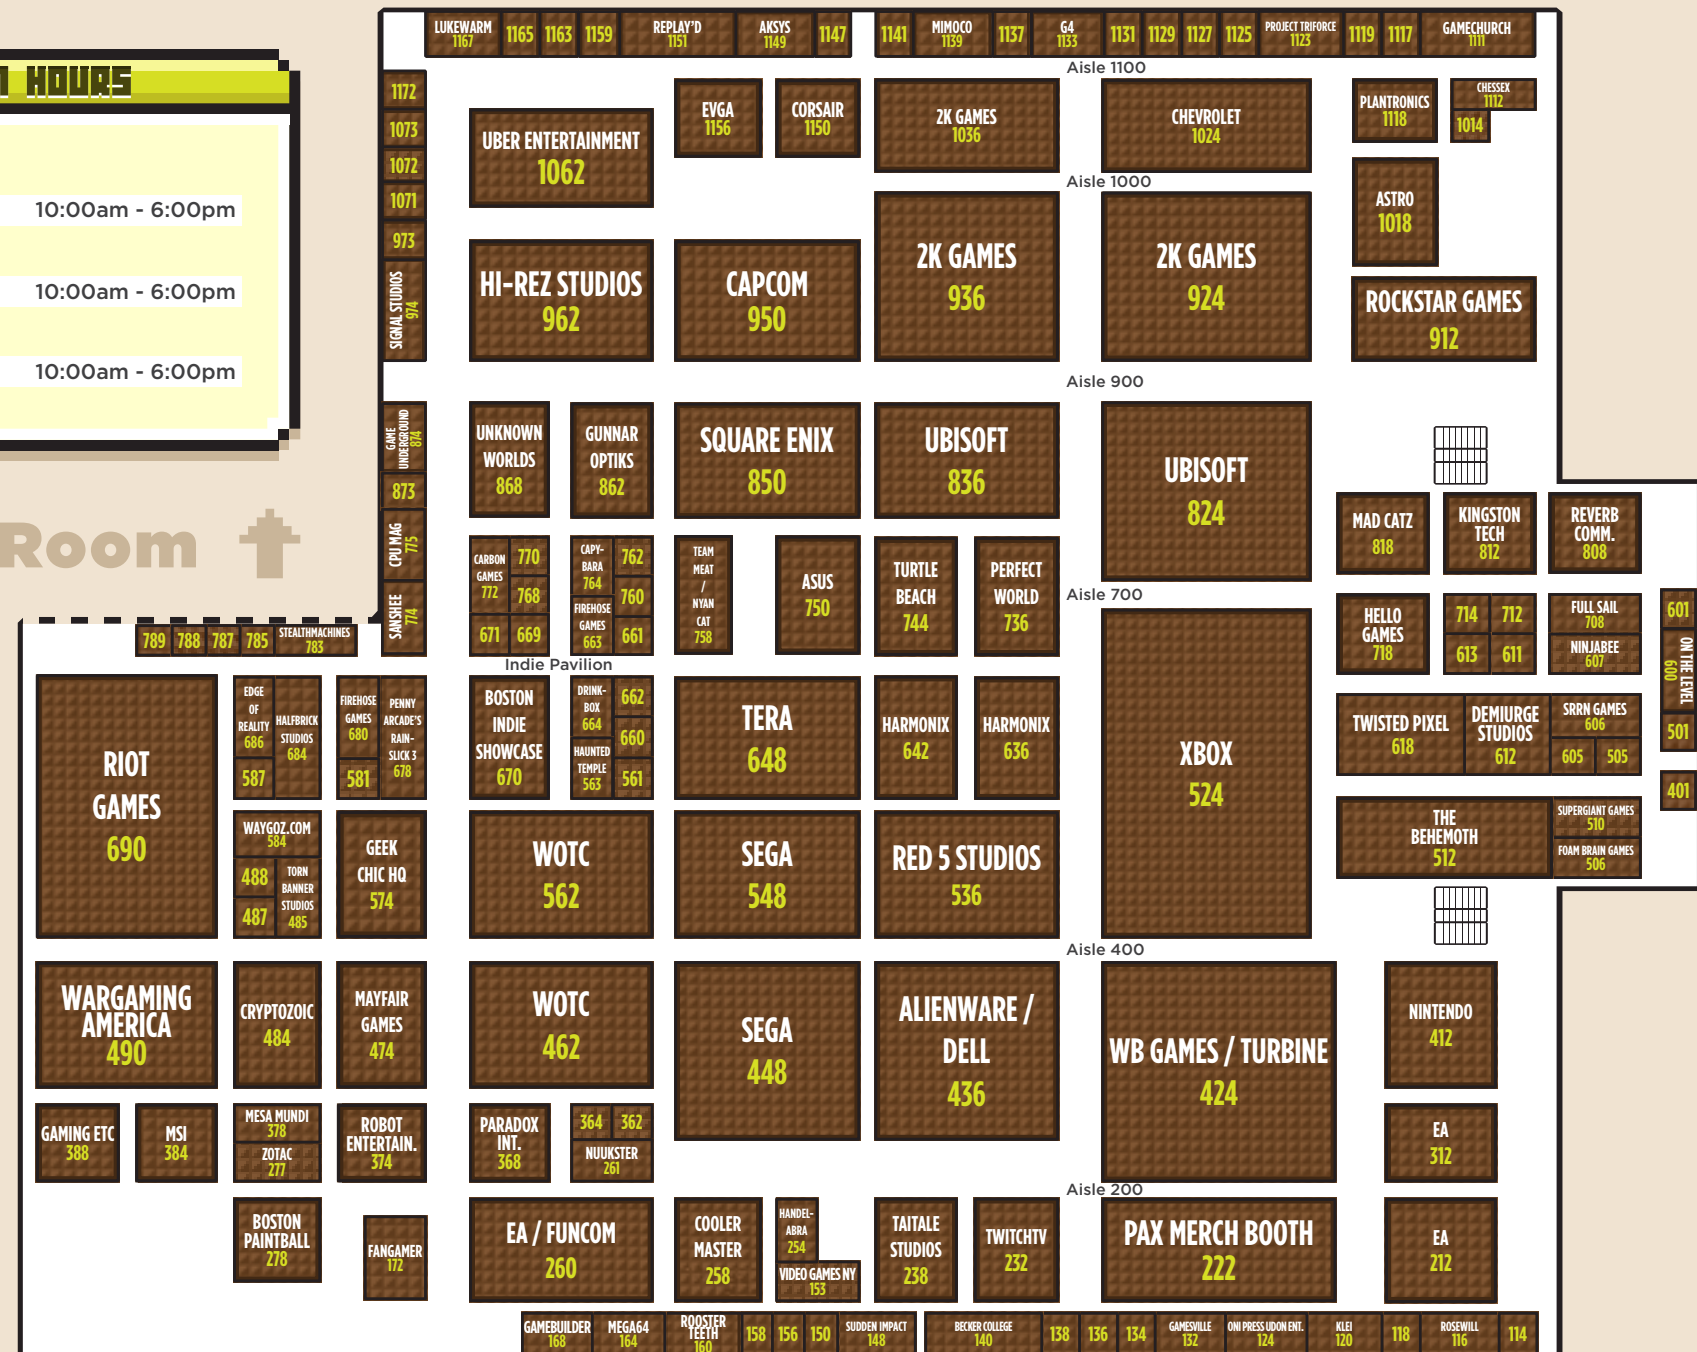 LUKEWARM
1167
1165
1163
1159
REPLAY'D
1151
AKSYS
1149
1147
1141
MIMOCO
1139
1137
G4
1133
1131
1129
1127
1125
PROJECT TRIFORCE
1123
1119
1117
GAMECHURCH
1111
Aisle 1100
HOURS
10:00am - 6:00pm
10:00am - 6:00pm
10:00am - 6:00pm
Room
1172
1073
1072
1071
973
SIGNAL STUDIOS
974
UBER ENTERTAINMENT
1062
EVGA
1156
CORSAIR
1150
2K GAMES
1036
CHEVROLET
1024
PLANTRONICS
1118
CHESSEX
1112
1014
Aisle 1000
ASTRO
1018
HI-REZ STUDIOS
962
CAPCOM
950
2K GAMES
936
2K GAMES
924
ROCKSTAR GAMES
912
Aisle 900
GAME
UNDERGROUND
874
873
CPU MAG
775
SANSHEE
774
UNKNOWN
WORLDS
868
GUNNAR
OPTIKS
862
SQUARE ENIX
850
UBISOFT
836
UBISOFT
824
MAD CATZ
818
KINGSTON
TECH
812
REVERB
COMM.
808
CARBON
GAMES
772
770
768
671
669
CAPY-
BARA
764
762
760
FIREHOSE
GAMES
663
661
TEAM
MEAT
/
NYAN
CAT
758
ASUS
750
TURTLE
BEACH
744
PERFECT
WORLD
736
Aisle 700
HELLO
GAMES
718
714
712
613
611
FULL SAIL
708
NINJABEE
607
601
ON THE LEVEL
600
501
401
789
788
787
785
STEALTHMACHINES
783
Indie Pavilion
RIOT
GAMES
690
EDGE
OF
REALITY
686
HALFBRICK
STUDIOS
684
587
FIREHOSE
GAMES
680
PENNY
ARCADE'S
RAIN-
SLICK 3
678
581
BOSTON
INDIE
SHOWCASE
670
DRINK-
BOX
664
662
660
HAUNTED
TEMPLE
563
561
TERA
648
HARMONIX
642
HARMONIX
636
XBOX
524
TWISTED PIXEL
618
DEMIURGE
STUDIOS
612
SRRN GAMES
606
605
505
WAYGOZ.COM
584
488
487
TORN
BANNER
STUDIOS
485
GEEK
CHIC HQ
574
WOTC
562
SEGA
548
RED 5 STUDIOS
536
THE
BEHEMOTH
512
SUPERGIANT GAMES
510
FOAM BRAIN GAMES
506
Aisle 400
WARGAMING
AMERICA
490
CRYPTOZOIC
484
MAYFAIR
GAMES
474
WOTC
462
SEGA
448
ALIENWARE /
DELL
436
WB GAMES / TURBINE
424
NINTENDO
412
GAMING ETC
388
MSI
384
MESA MUNDI
378
ZOTAC
277
ROBOT
ENTERTAIN.
374
PARADOX
INT.
368
364
362
NUUKSTER
261
EA
312
Aisle 200
BOSTON
PAINTBALL
278
FANGAMER
172
EA / FUNCOM
260
COOLER
MASTER
258
HANDEL-
ABRA
254
VIDEO GAMES NY
153
TAITALE
STUDIOS
238
TWITCHTV
232
PAX MERCH BOOTH
222
EA
212
GAMEBUILDER
168
MEGA64
164
ROOSTER
TEETH
160
158
156
150
SUDDEN IMPACT
148
BECKER COLLEGE
140
138
136
134
GAMESVILLE
132
ONI PRESS UDON ENT.
124
KLEI
120
118
ROSEWILL
116
114